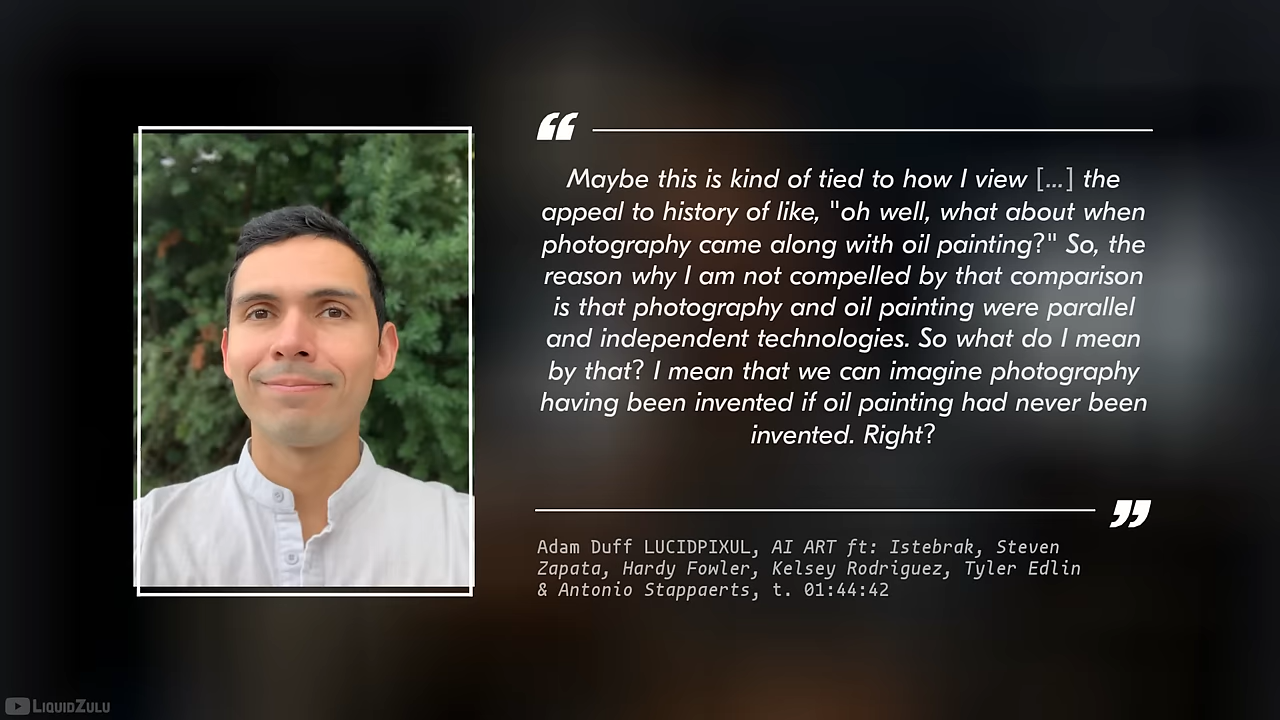 “
Maybe this is kind of tied to how I view [...] the
appeal to history of like, "oh well, what about when
photography came along with oil painting?" So, the
reason why I am not compelled by that comparison
is that photography and oil painting were parallel
and independent technologies. So what do I mean
by that? I mean that we can imagine photography
having been invented if oil painting had never been
invented. Right?
”
Adam Duff LUCIDPIXUL, AI ART ft: Istebrak, Steven
Zapata, Hardy Fowler, Kelsey Rodriguez, Tyler Edlin
& Antonio Stappaerts, t. 01:44:42
LiquidZulu